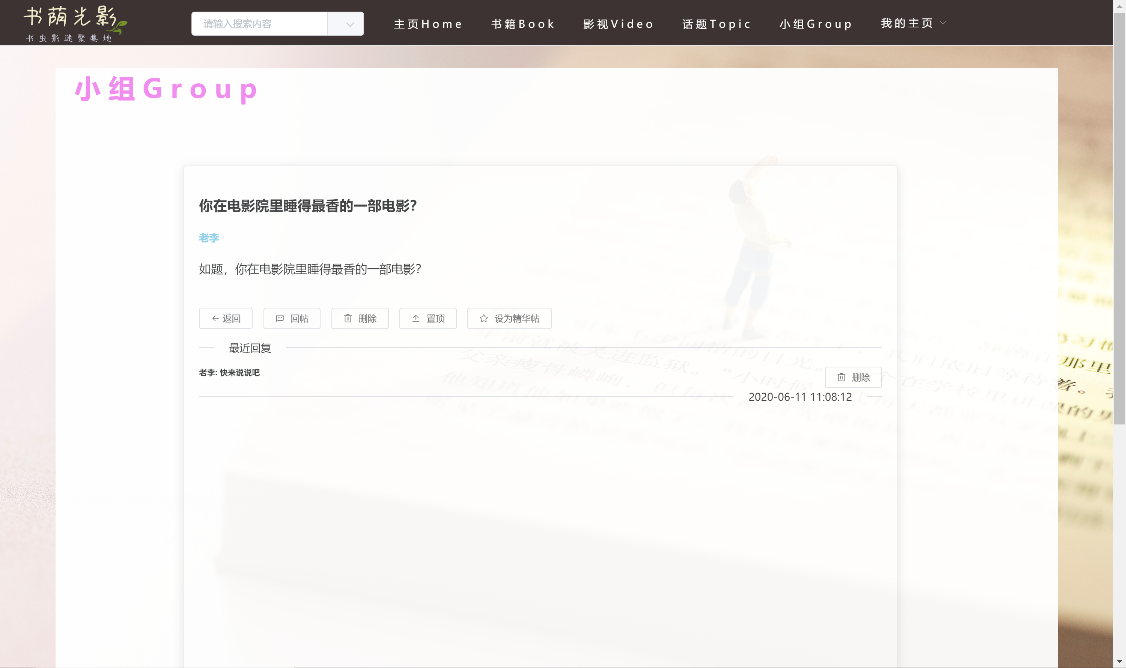 书荫光影
书虫影迷聚集地
请输入搜索内容
主页Home 书籍Book 影视Video 话题Topic 小组Group 我的主页
小组Group
你在电影院里睡得最香的一部电影？
老李
如题，你在电影院里睡得最香的一部电影？
返回 回帖 删除 置顶 设为精华帖
最近回复
老李: 快来说说吧
删除
2020-06-11 11:08:12